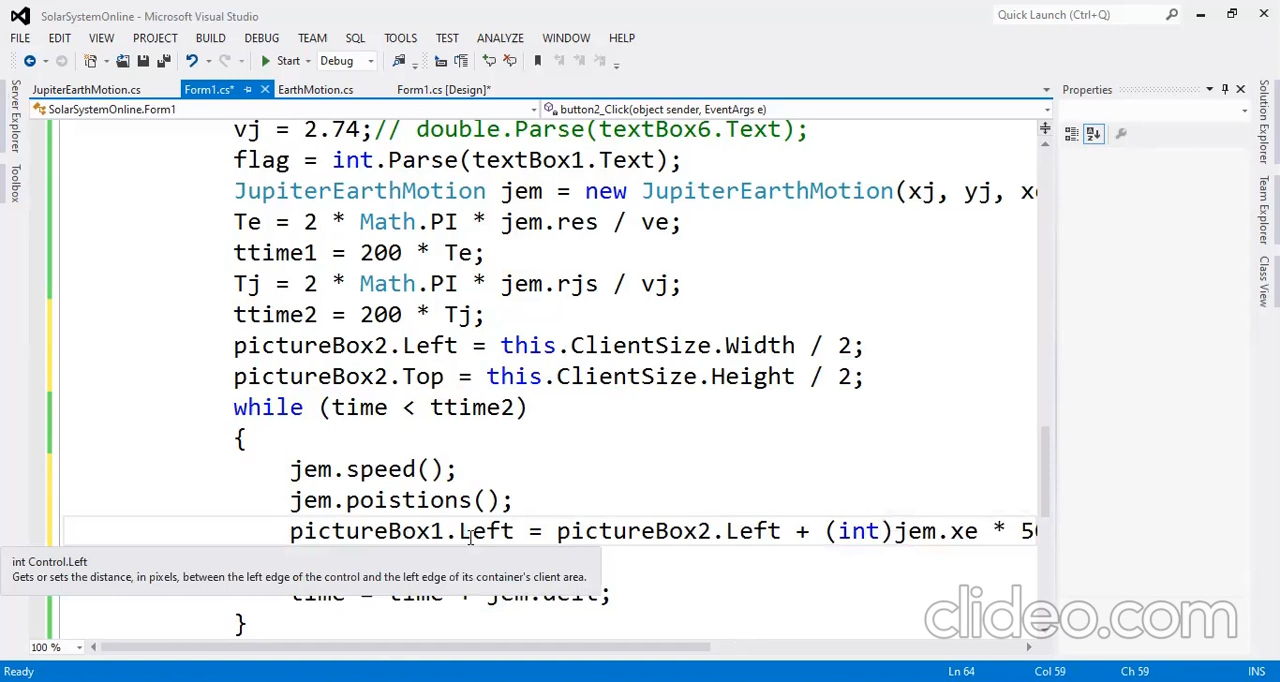 SolarSystemOnline - Microsoft Visual Studio
Quick Launch (Ctrl+Q)
FILE EDIT VIEW PROJECT BUILD DEBUG TEAM SQL TOOLS TEST ANALYZE WINDOW HELP
Start Debug
JupiterEarthMotion.cs Form1.cs* EarthMotion.cs Form1.cs [Design]*
Properties
SolarSystemOnline.Form1 button2_Click(object sender, EventArgs e)
Server Explorer
Toolbox
Solution Explorer
Team Explorer
Class View
vj = 2.74;// double.Parse(textBox6.Text);
flag = int.Parse(textBox1.Text);
JupiterEarthMotion jem = new JupiterEarthMotion(xj, yj, xe
Te = 2 * Math.PI * jem.res / ve;
ttime1 = 200 * Te;
Tj = 2 * Math.PI * jem.rjs / vj;
ttime2 = 200 * Tj;
pictureBox2.Left = this.ClientSize.Width / 2;
pictureBox2.Top = this.ClientSize.Height / 2;
while (time < ttime2)
{
jem.speed();
jem.poistions();
pictureBox1.Left = pictureBox2.Left + (int)jem.xe * 50
int Control.Left
Gets or sets the distance, in pixels, between the left edge of the control and the left edge of its container's client area.
time = time + jem.delt;
}
clideo.com
100 %
Ready Ln 64 Col 59 Ch 59 INS